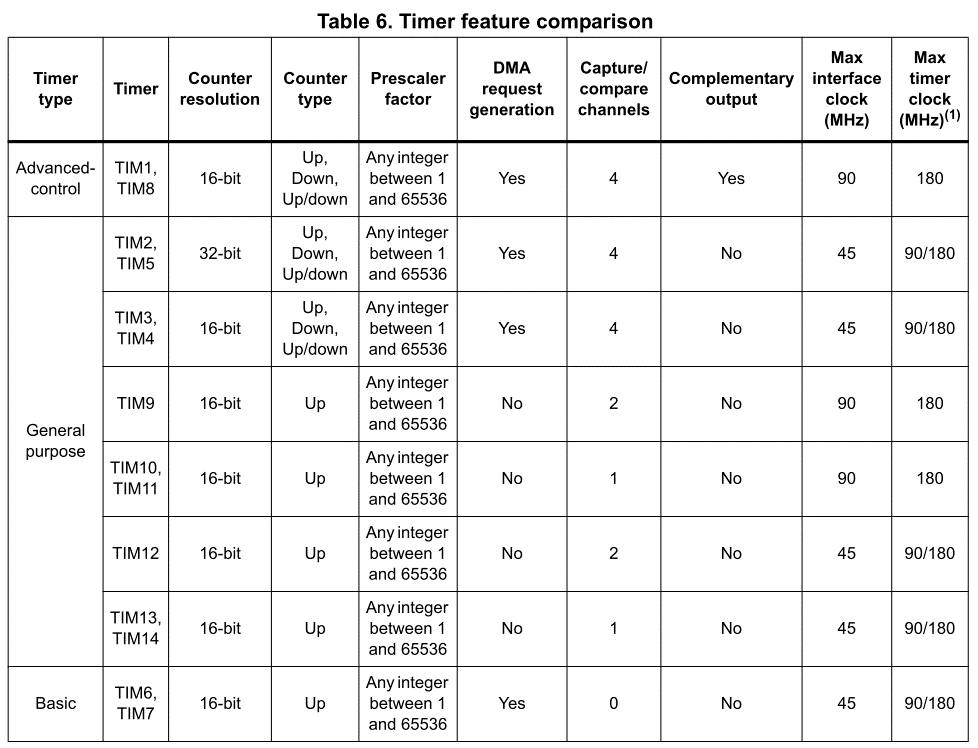 Table 6. Timer feature comparison
Timer type | Timer | Counter resolution | Counter type | Prescaler factor | DMA request generation | Capture/ compare channels | Complementary output | Max interface clock (MHz) | Max timer clock (MHz)(1)
Advanced-control | TIM1, TIM8 | 16-bit | Up, Down, Up/down | Any integer between 1 and 65536 | Yes | 4 | Yes | 90 | 180
General purpose | TIM2, TIM5 | 32-bit | Up, Down, Up/down | Any integer between 1 and 65536 | Yes | 4 | No | 45 | 90/180
TIM3, TIM4 | 16-bit | Up, Down, Up/down | Any integer between 1 and 65536 | Yes | 4 | No | 45 | 90/180
TIM9 | 16-bit | Up | Any integer between 1 and 65536 | No | 2 | No | 90 | 180
TIM10, TIM11 | 16-bit | Up | Any integer between 1 and 65536 | No | 1 | No | 90 | 180
TIM12 | 16-bit | Up | Any integer between 1 and 65536 | No | 2 | No | 45 | 90/180
TIM13, TIM14 | 16-bit | Up | Any integer between 1 and 65536 | No | 1 | No | 45 | 90/180
Basic | TIM6, TIM7 | 16-bit | Up | Any integer between 1 and 65536 | Yes | 0 | No | 45 | 90/180